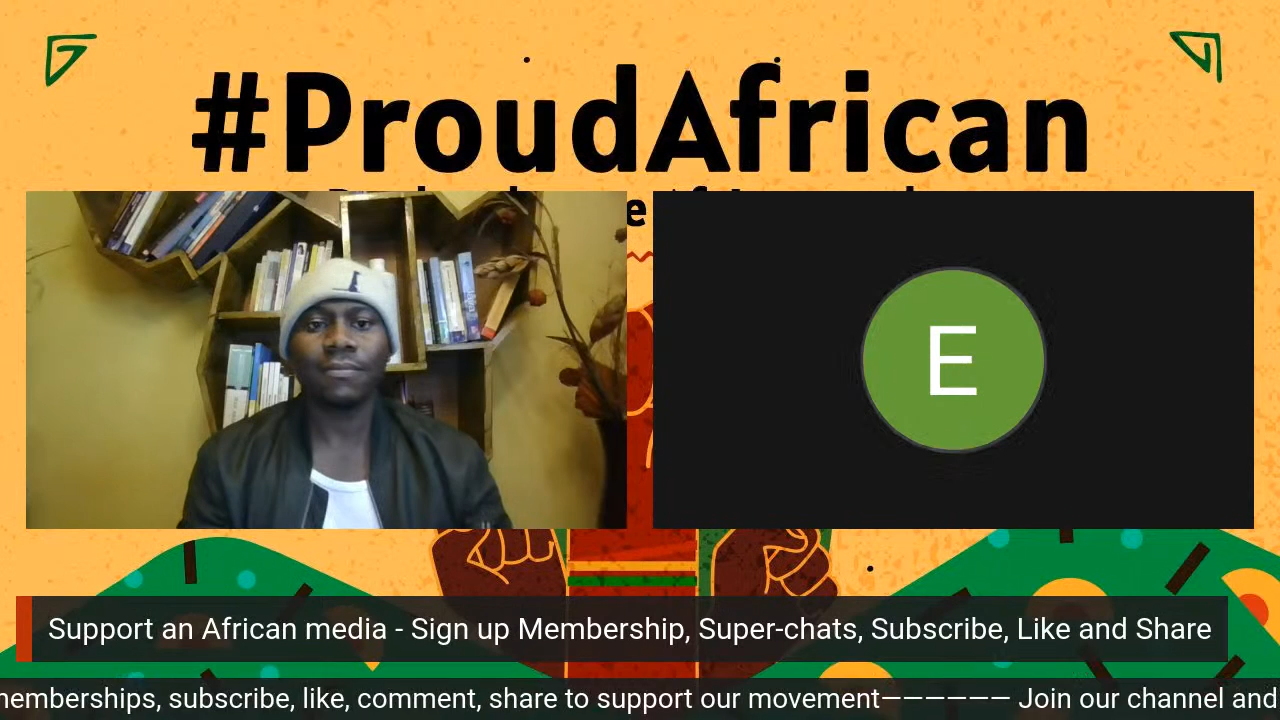 #ProudAfrican
E
Support an African media - Sign up Membership, Super-chats, Subscribe, Like and Share
memberships, subscribe, like, comment, share to support our movement—————— Join our channel and